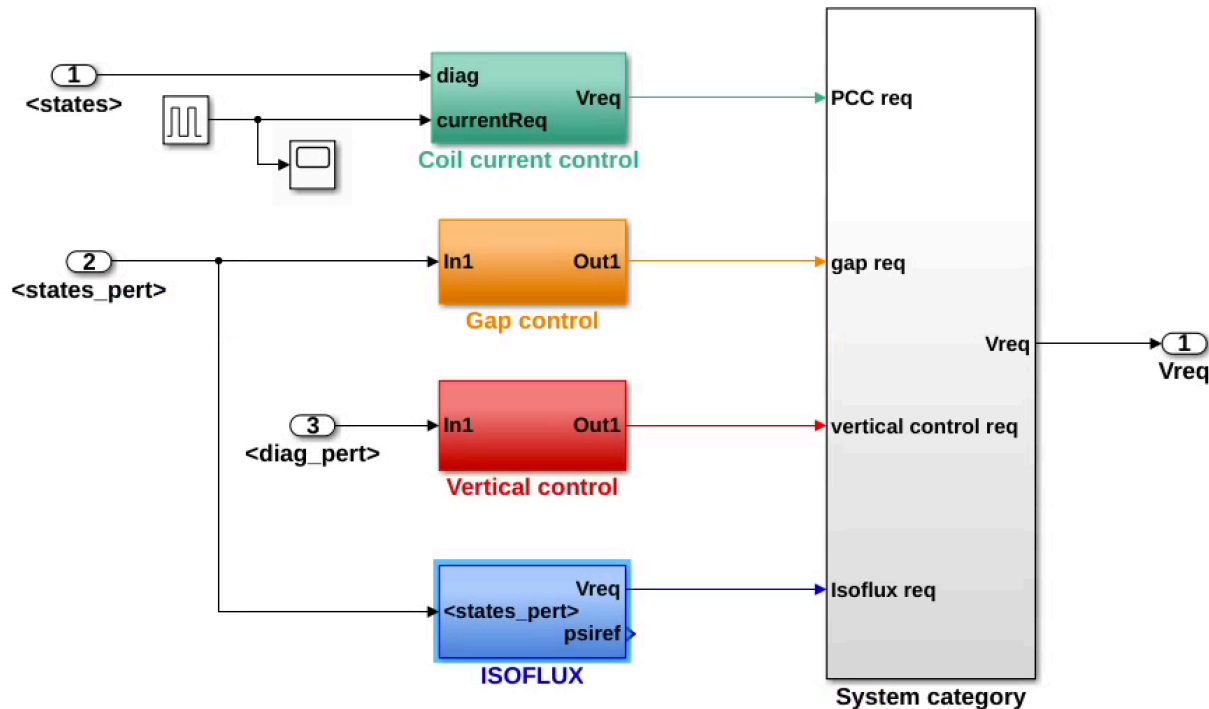 1
<states>
diag
currentReq
Vreq
Coil current control
PCC req
2
<states_pert>
In1
Out1
Gap control
gap req
Vreq
1
Vreq
3
<diag_pert>
In1
Out1
Vertical control
vertical control req
<states_pert>
Vreq
psiref
ISOFLUX
Isoflux req
System category